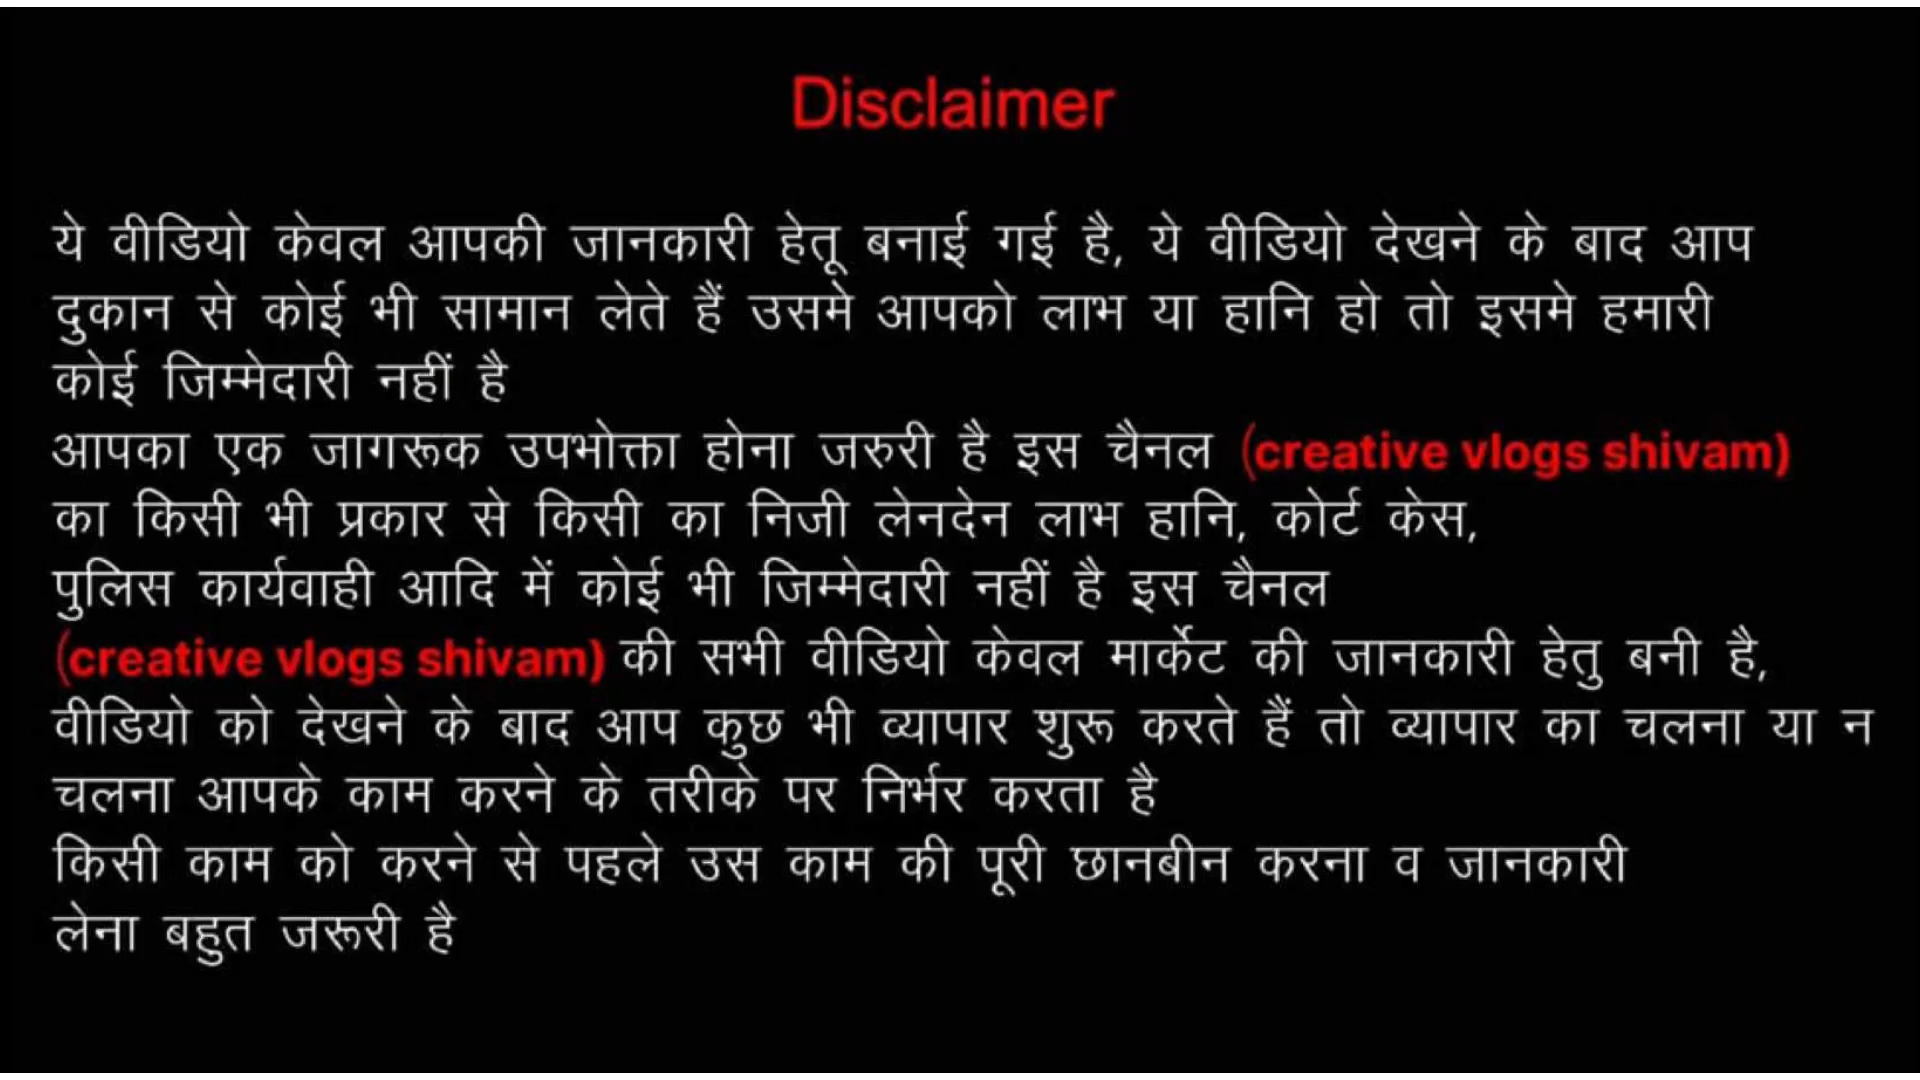 Disclaimer
ये वीडियो केवल आपकी जानकारी हेतू बनाई गई है, ये वीडियो देखने के बाद आप
दुकान से कोई भी सामान लेते हैं उसमे आपको लाभ या हानि हो तो इसमे हमारी
कोई जिम्मेदारी नहीं है
आपका एक जागरूक उपभोक्ता होना जरुरी है इस चैनल (creative vlogs shivam)
का किसी भी प्रकार से किसी का निजी लेनदेन लाभ हानि, कोर्ट केस,
पुलिस कार्यवाही आदि में कोई भी जिम्मेदारी नहीं है इस चैनल
(creative vlogs shivam) की सभी वीडियो केवल मार्केट की जानकारी हेतु बनी है,
वीडियो को देखने के बाद आप कुछ भी व्यापार शुरू करते हैं तो व्यापार का चलना या न
चलना आपके काम करने के तरीके पर निर्भर करता है
किसी काम को करने से पहले उस काम की पूरी छानबीन करना व जानकारी
लेना बहुत जरूरी है